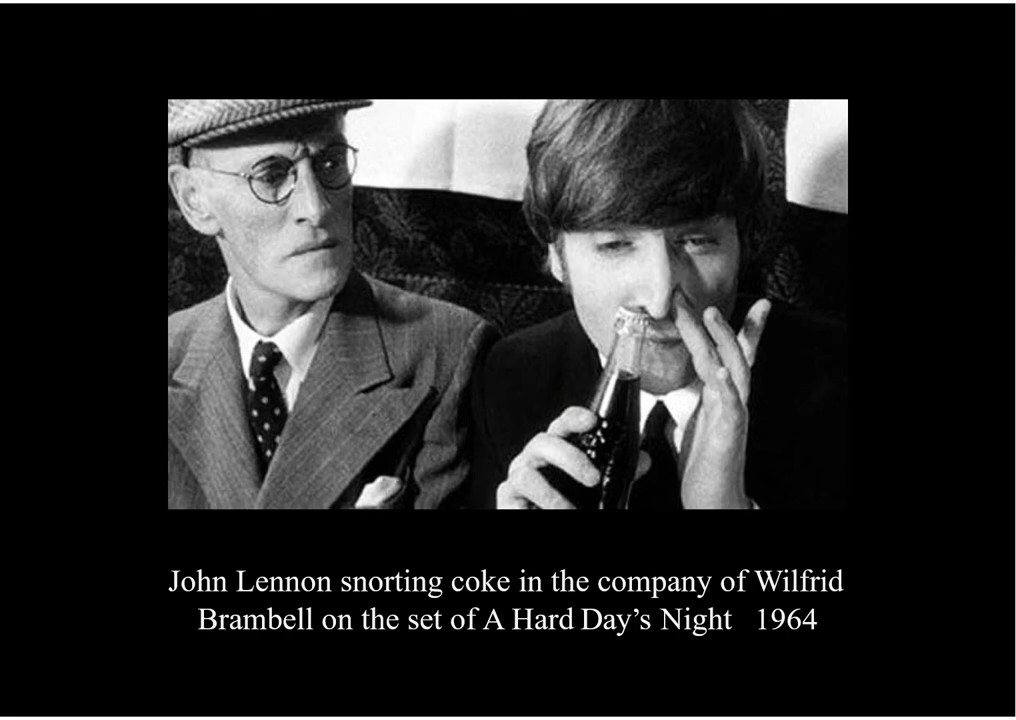 John Lennon snorting coke in the company of Wilfrid
Brambell on the set of A Hard Day’s Night   1964